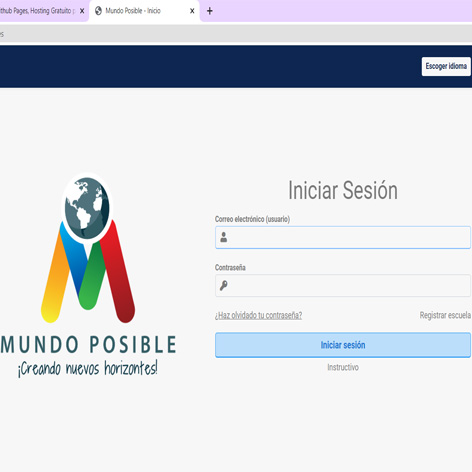 thub Pages, Hosting Gratuito
Mundo Posible - Inicio
es
Escoger idioma
Iniciar Sesión
Correo electrónico (usuario)
Contraseña
¿Haz olvidado tu contraseña?
Registrar escuela
Iniciar sesión
Instructivo
MUNDO POSIBLE
¡Creando nuevos horizontes!